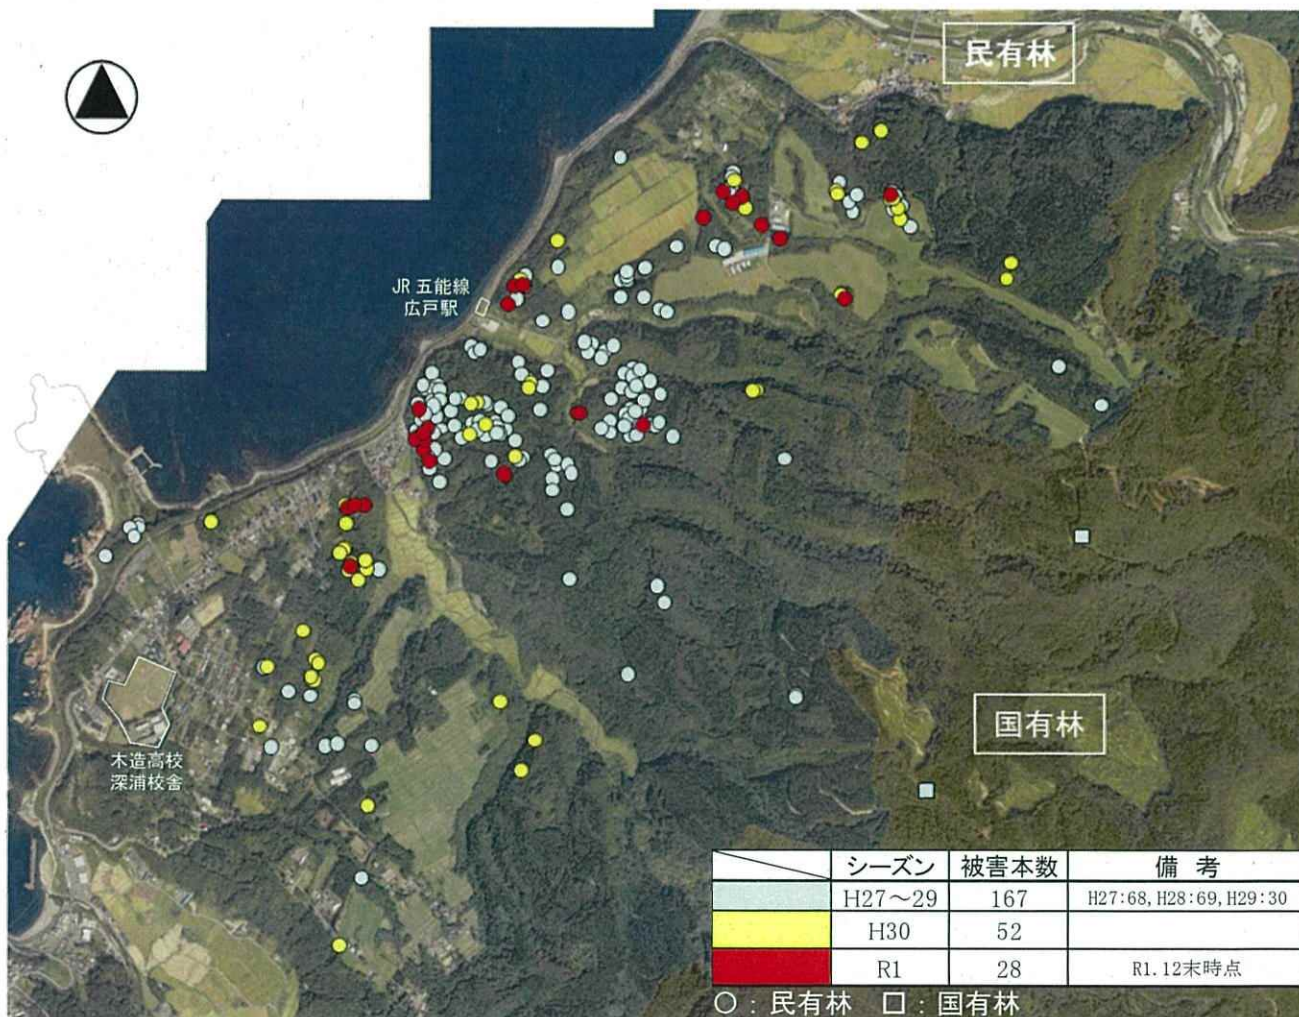 民有林
JR 五能線
広戸駅
木造高校
深浦校舎
国有林
シーズン 被害本数 備考
H27～29 167 H27:68, H28:69, H29:30
H30 52
R1 28 R1.12末時点
○：民有林 □：国有林